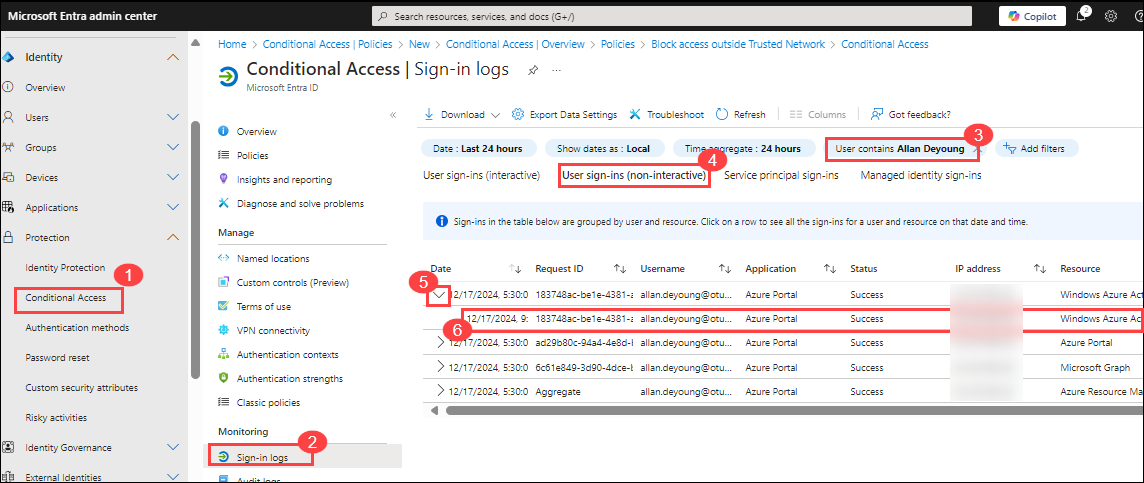 Microsoft Entra admin center
Search resources, services, and docs (G+/)
Copilot
2
Identity
Overview
Users
Groups
Devices
Applications
Protection
Identity Protection
1
Conditional Access
Authentication methods
Password reset
Custom security attributes
Risky activities
Identity Governance
External Identities
Home > Conditional Access | Policies > New > Conditional Access | Overview > Policies > Block access outside Trusted Network > Conditional Access
Conditional Access | Sign-in logs
Microsoft Entra ID
Overview
Policies
Insights and reporting
Diagnose and solve problems
Manage
Named locations
Custom controls (Preview)
Terms of use
VPN connectivity
Authentication contexts
Authentication strengths
Classic policies
Monitoring
2
Sign-in logs
Audit logs
Download Export Data Settings Troubleshoot Refresh Columns Got feedback?
3
Date : Last 24 hours Show dates as : Local Time aggregate : 24 hours User contains Allan Deyoung Add filters
4
User sign-ins (interactive) User sign-ins (non-interactive) Service principal sign-ins Managed identity sign-ins
Sign-ins in the table below are grouped by user and resource. Click on a row to see all the sign-ins for a user and resource on that date and time.
Date Request ID Username Application Status IP address Resource
5
12/17/2024, 5:30:0 183748ac-be1e-4381-a allan.deyoung@otu... Azure Portal Success Windows Azure Act
6
12/17/2024, 9: 183748ac-be1e-4381-a allan.deyoung@otu... Azure Portal Success Windows Azure Act
12/17/2024, 5:30:0 ad29b80c-94a4-4e8d-b allan.deyoung@otu... Azure Portal Success Azure Portal
12/17/2024, 5:30:0 6c61e849-3d90-4dce-b allan.deyoung@otu... Azure Portal Success Microsoft Graph
12/17/2024, 5:30:0 Aggregate allan.deyoung@otu... Azure Portal Success Azure Resource Ma